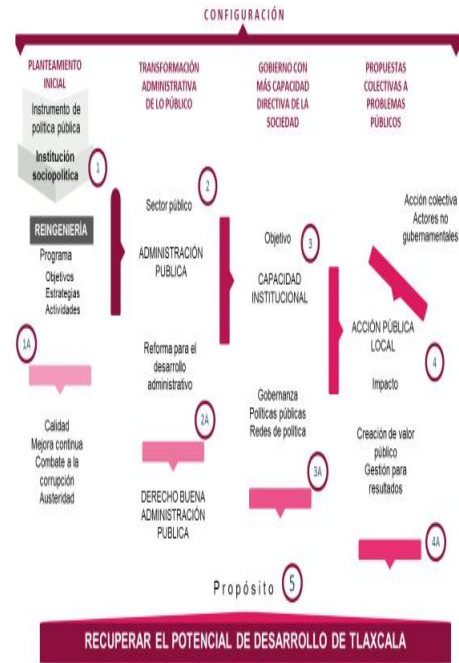 CONFIGURACIÓN
PLANTEAMIENTO
INICIAL
Instrumento de
política pública
Institución
sociopolítica
1
REINGENIERÍA
Programa
Objetivos
Estrategias
Actividades
1A
Calidad
Mejora continua
Combate a la
corrupción
Austeridad
TRANSFORMACIÓN
ADMINISTRATIVA
DE LO PÚBLICO
2
Sector público
ADMINISTRACIÓN
PUBLICA
Reforma para el
desarrollo
administrativo
2A
DERECHO BUENA
ADMINISTRACIÓN
PUBLICA
GOBIERNO CON
MÁS CAPACIDAD
DIRECTIVA DE LA
SOCIEDAD
Objetivo
3
CAPACIDAD
INSTITUCIONAL
Gobernanza
Políticas públicas
Redes de política
3A
PROPUESTAS
COLECTIVAS A
PROBLEMAS
PÚBLICOS
Acción colectiva
Actores no
gubernamentales
ACCIÓN PÚBLICA
LOCAL
4
Impacto
Creación de valor
público
Gestión para
resultados
4A
Propósito
5
RECUPERAR EL POTENCIAL DE DESARROLLO DE TLAXCALA